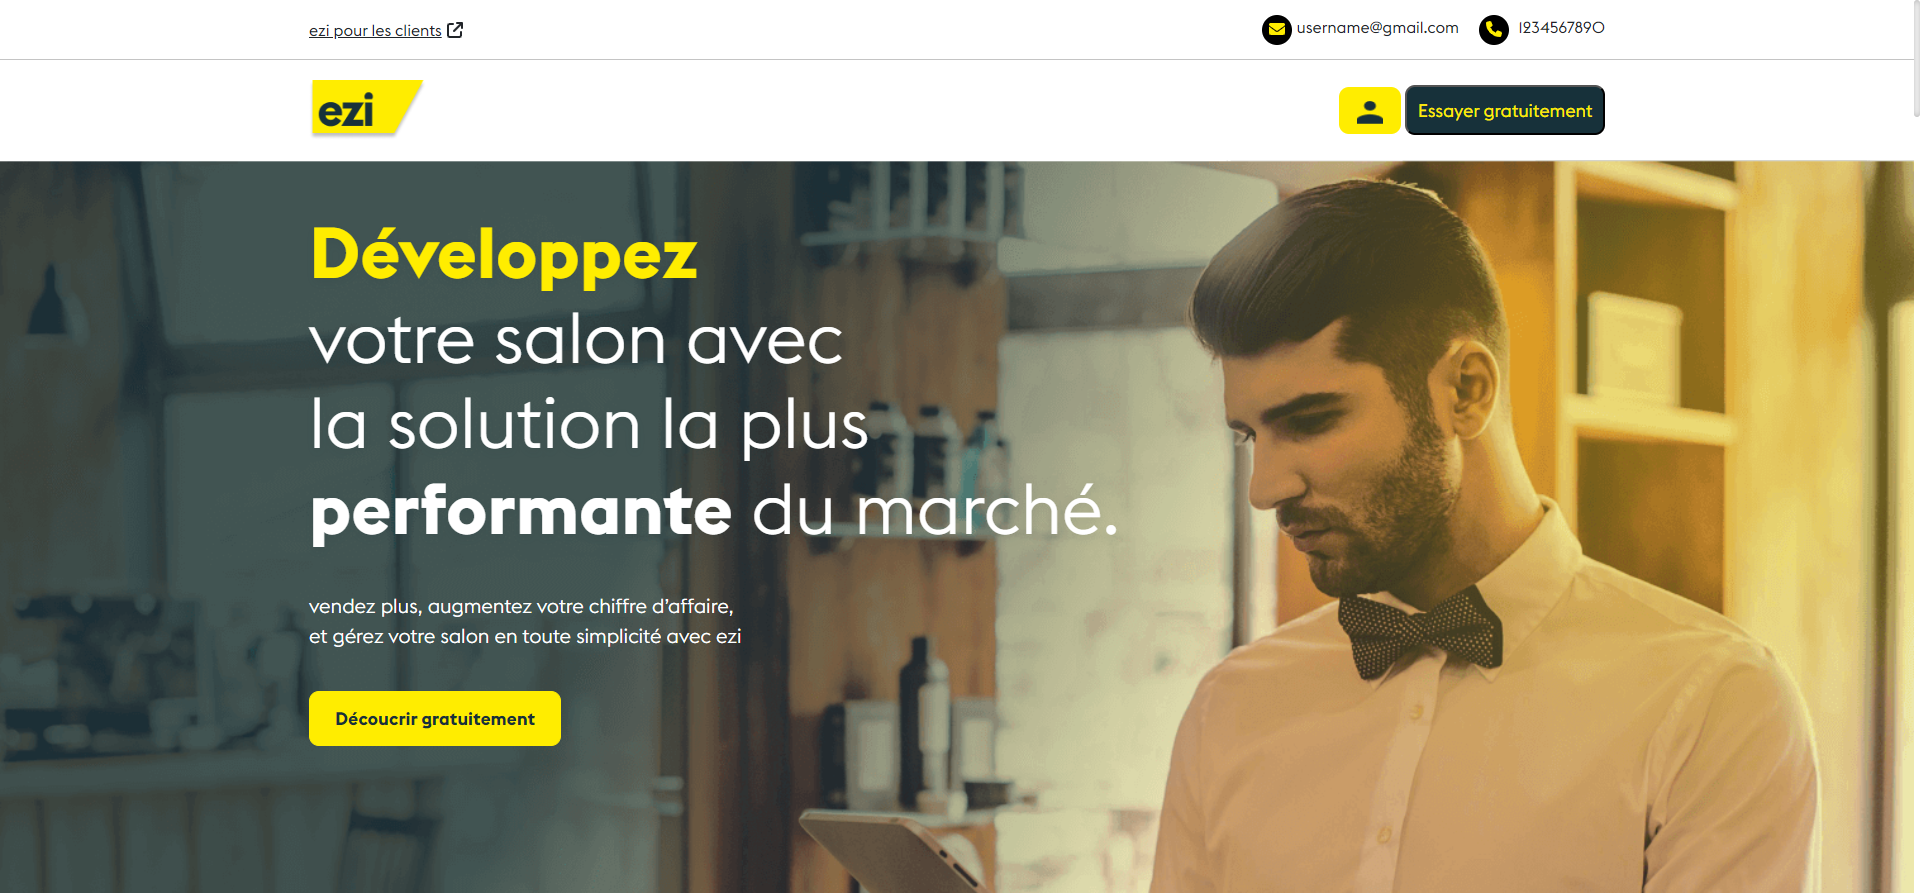 ezi pour les clients
username@gmail.com
1234567890
ezi
Essayer gratuitement
Développez
votre salon avec
la solution la plus
performante du marché.
vendez plus, augmentez votre chiffre d’affaire,
et gérez votre salon en toute simplicité avec ezi
Découcrir gratuitement